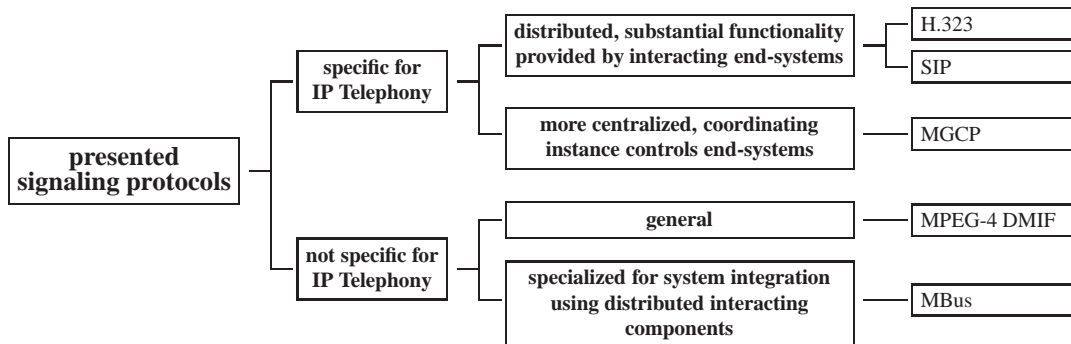 presented
signaling protocols
specific for
IP Telephony
distributed, substantial functionality
provided by interacting end-systems
H.323
SIP
more centralized, coordinating
instance controls end-systems
MGCP
not specific for
IP Telephony
general
MPEG-4 DMIF
specialized for system integration
using distributed interacting
components
MBus